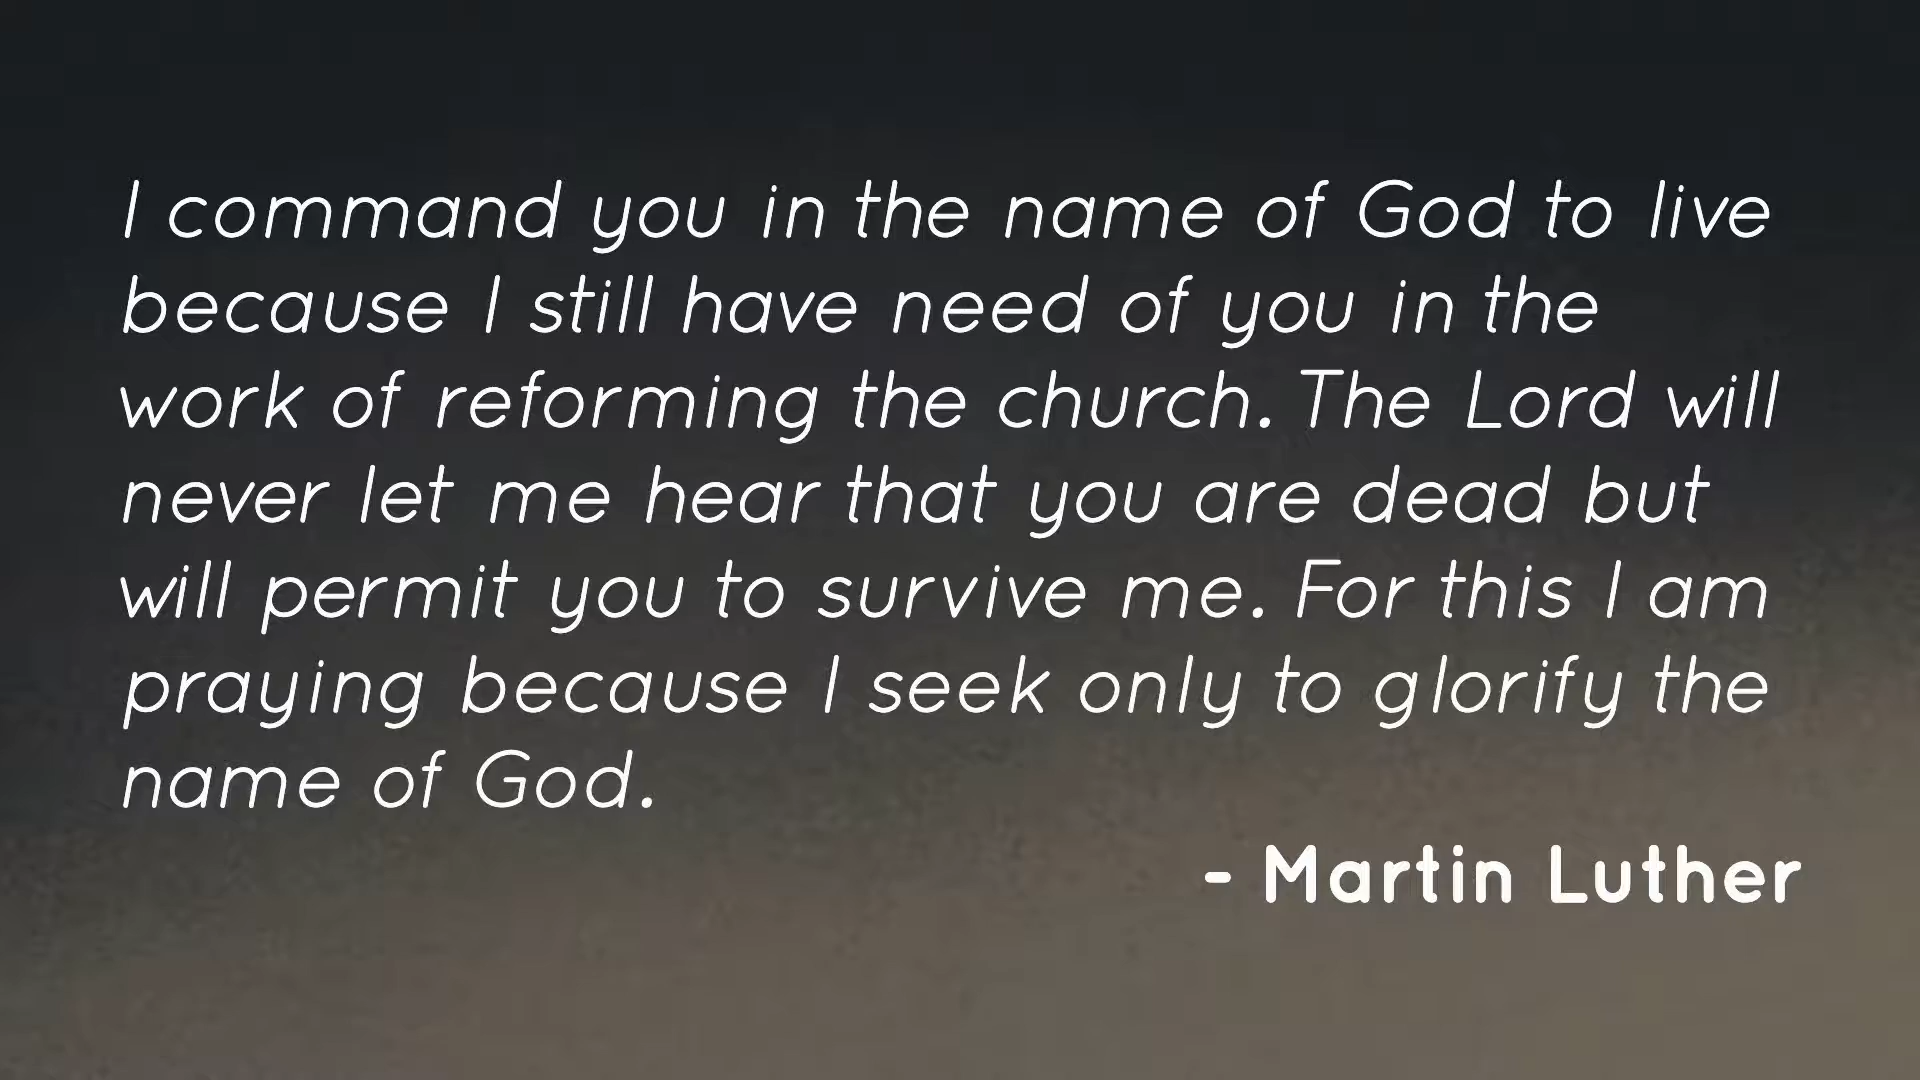 I command you in the name of God to live
because I still have need of you in the
work of reforming the church. The Lord will
never let me hear that you are dead but
will permit you to survive me. For this I am
praying because I seek only to glorify the
name of God.
- Martin Luther